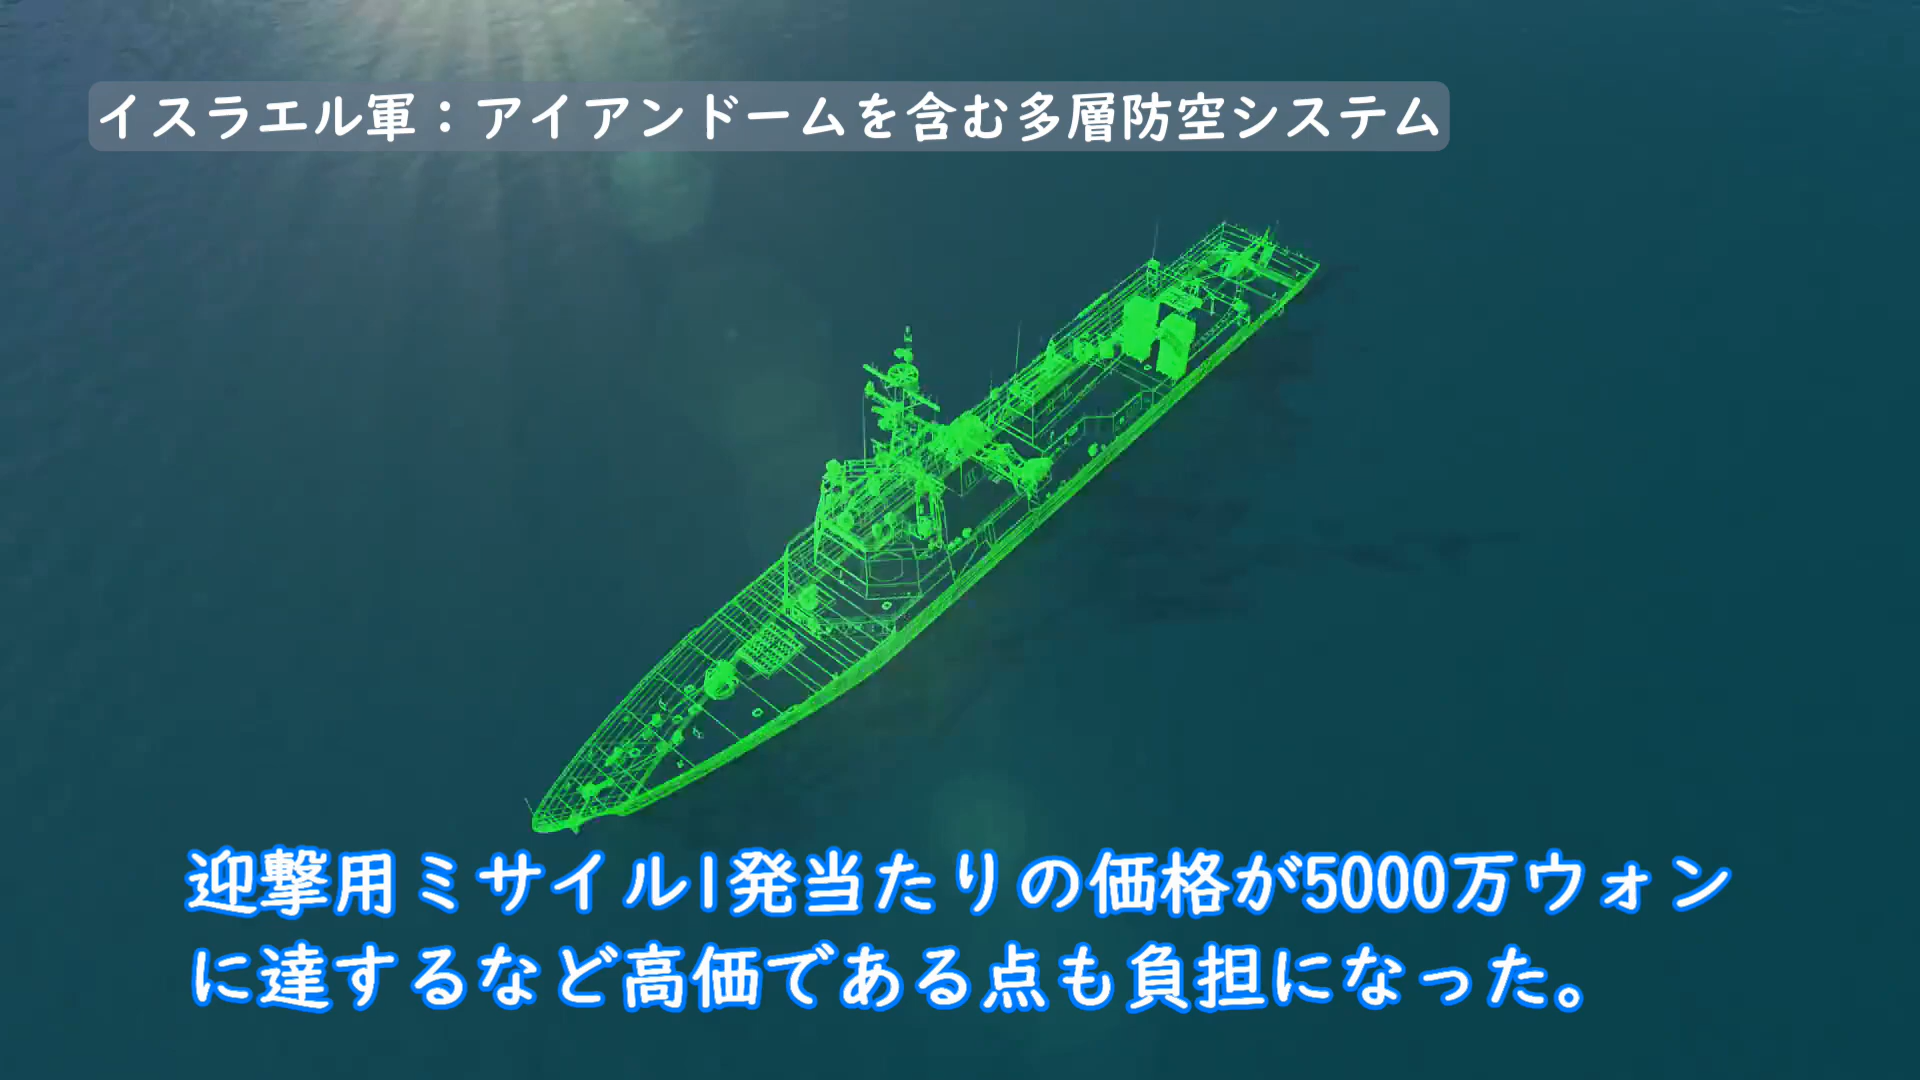 イスラエル軍：アイアンドームを含む多層防空システム
迎撃用ミサイル1発当たりの価格が5000万ウォン
に達するなど高価である点も負担になった。